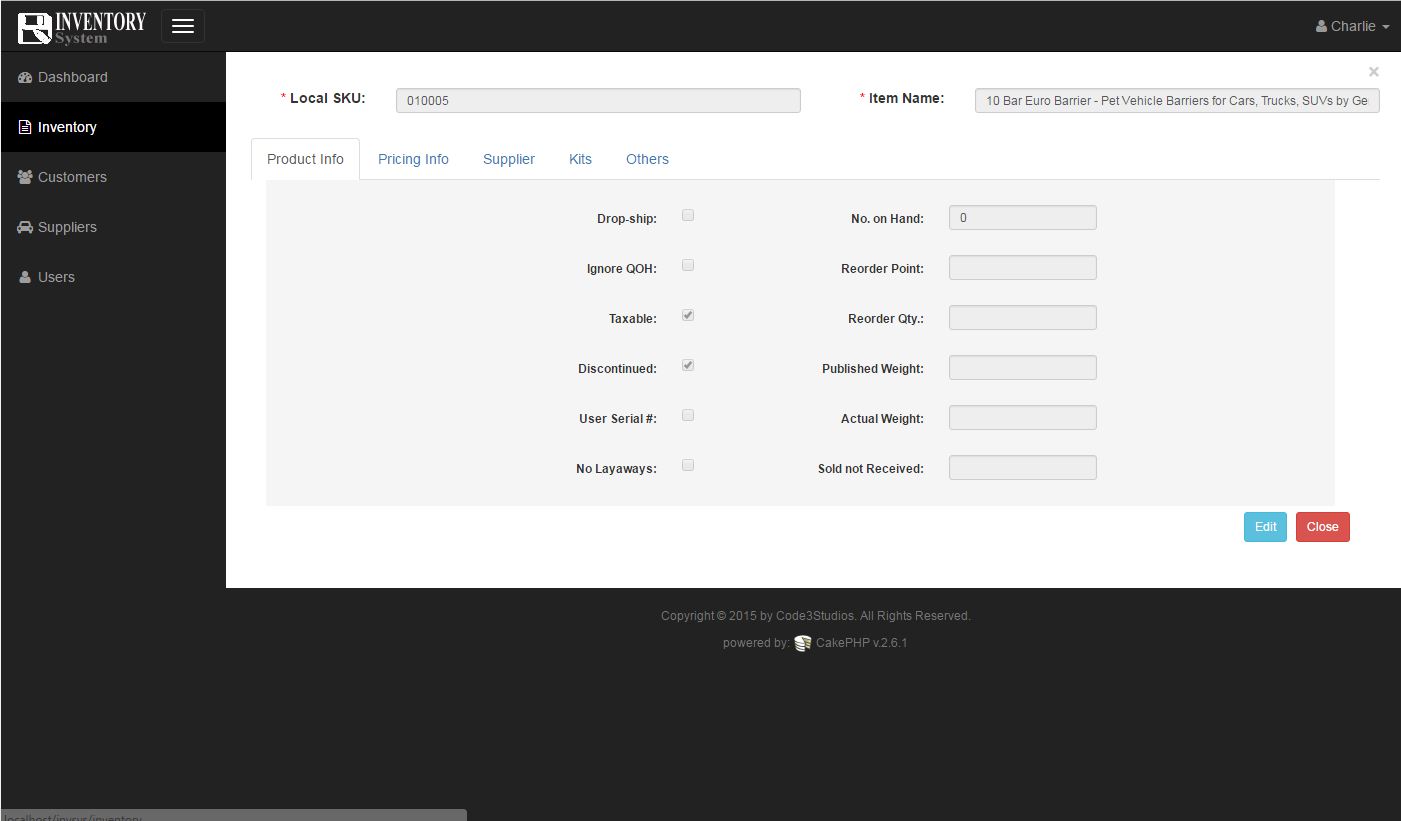 INVENTORY
System
Charlie
Dashboard
Inventory
Customers
Suppliers
Users
×
* Local SKU: 010005 * Item Name: 10 Bar Euro Barrier - Pet Vehicle Barriers for Cars, Trucks, SUVs by Ge
Product Info Pricing Info Supplier Kits Others
Drop-ship: No. on Hand: 0
Ignore QOH: Reorder Point:
Taxable: Reorder Qty.:
Discontinued: Published Weight:
User Serial #: Actual Weight:
No Layaways: Sold not Received:
Edit Close
Copyright © 2015 by Code3Studios. All Rights Reserved.
powered by: CakePHP v.2.6.1
localhost/invsys/inventory